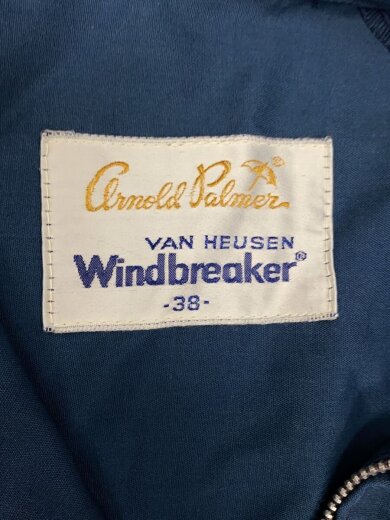 Arnold Palmer®
VAN HEUSEN
Windbreaker®
-38-